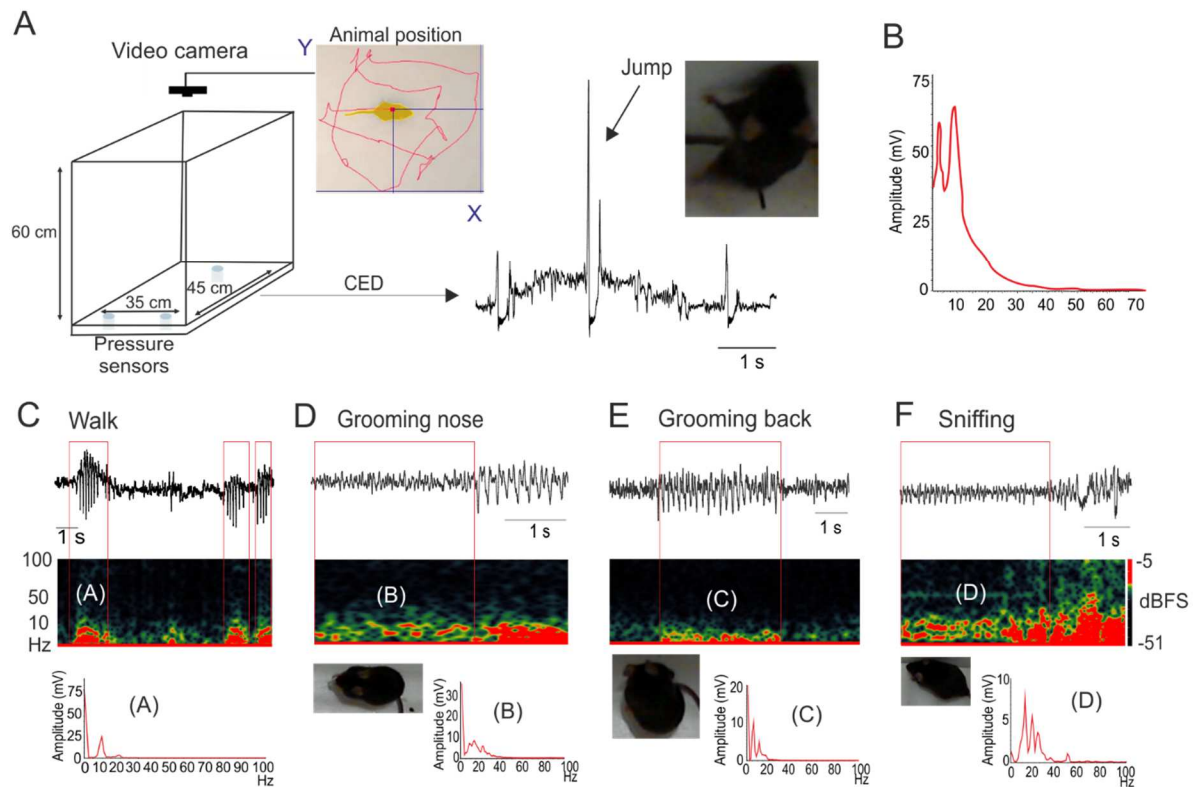 A
Video camera
Y
Animal position
X
60 cm
35 cm
45 cm
Pressure
sensors
CED
Jump
1 s
B
Amplitude (mV)
75
50
25
0
10 20 30 40 50 60 70
C Walk
1 s
100
50
10
Hz
(A)
Amplitude (mV)
75
50
25
0
(A)
0 10 20 30 40 50 60 70 80 90 100
Hz
D Grooming nose
1 s
(B)
Amplitude (mV)
30
20
10
0
(B)
0 20 40 60 80 100
Hz
E Grooming back
1 s
(C)
Amplitude (mV)
20
10
0
(C)
0 20 40 60 80 100
Hz
F Sniffing
1 s
(D)
-5
dBFS
-51
Amplitude (mV)
10
5
0
(D)
0 20 40 60 80 100
Hz